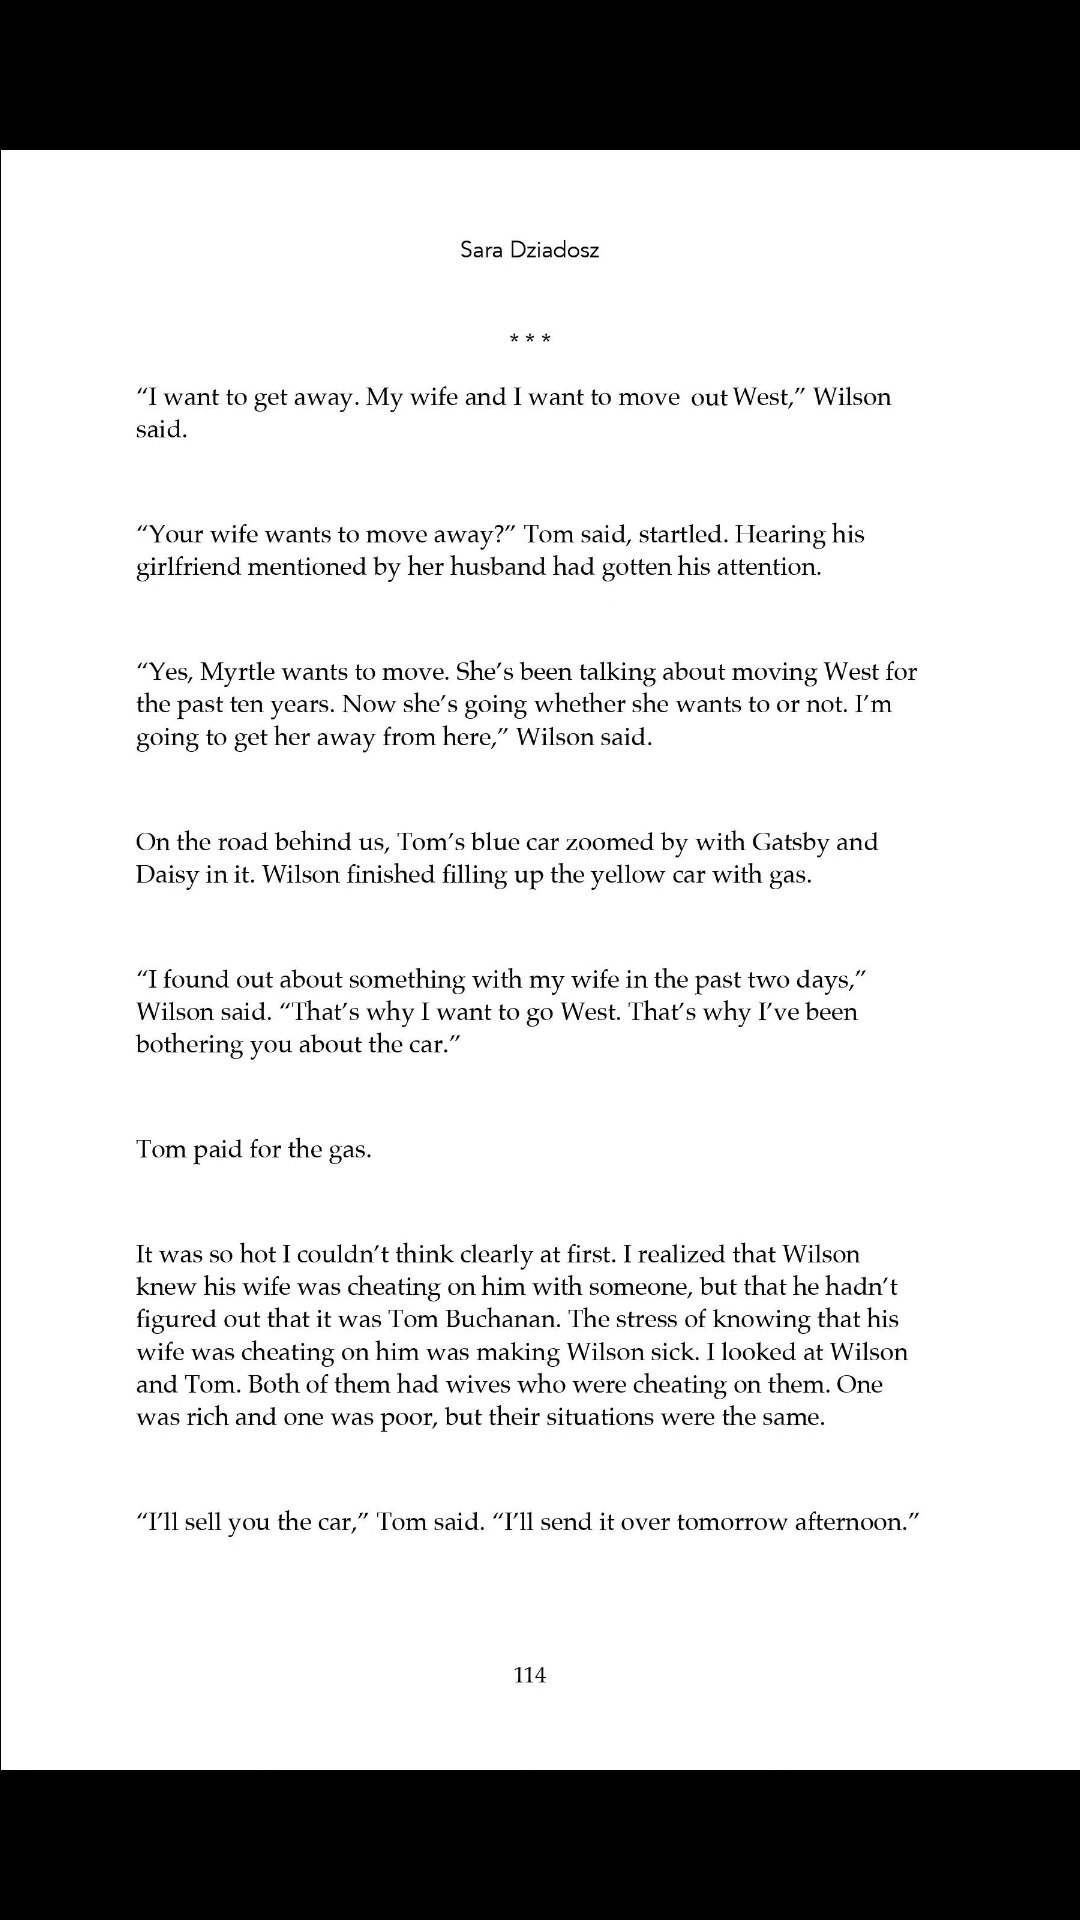 Sara Dziadosz
* * *
“I want to get away. My wife and I want to move out West,” Wilson
said.
“Your wife wants to move away?” Tom said, startled. Hearing his
girlfriend mentioned by her husband had gotten his attention.
“Yes, Myrtle wants to move. She’s been talking about moving West for
the past ten years. Now she’s going whether she wants to or not. I’m
going to get her away from here,” Wilson said.
On the road behind us, Tom’s blue car zoomed by with Gatsby and
Daisy in it. Wilson finished filling up the yellow car with gas.
“I found out about something with my wife in the past two days,”
Wilson said. “That’s why I want to go West. That’s why I’ve been
bothering you about the car.”
Tom paid for the gas.
It was so hot I couldn’t think clearly at first. I realized that Wilson
knew his wife was cheating on him with someone, but that he hadn’t
figured out that it was Tom Buchanan. The stress of knowing that his
wife was cheating on him was making Wilson sick. I looked at Wilson
and Tom. Both of them had wives who were cheating on them. One
was rich and one was poor, but their situations were the same.
“I’ll sell you the car,” Tom said. “I’ll send it over tomorrow afternoon.”
114